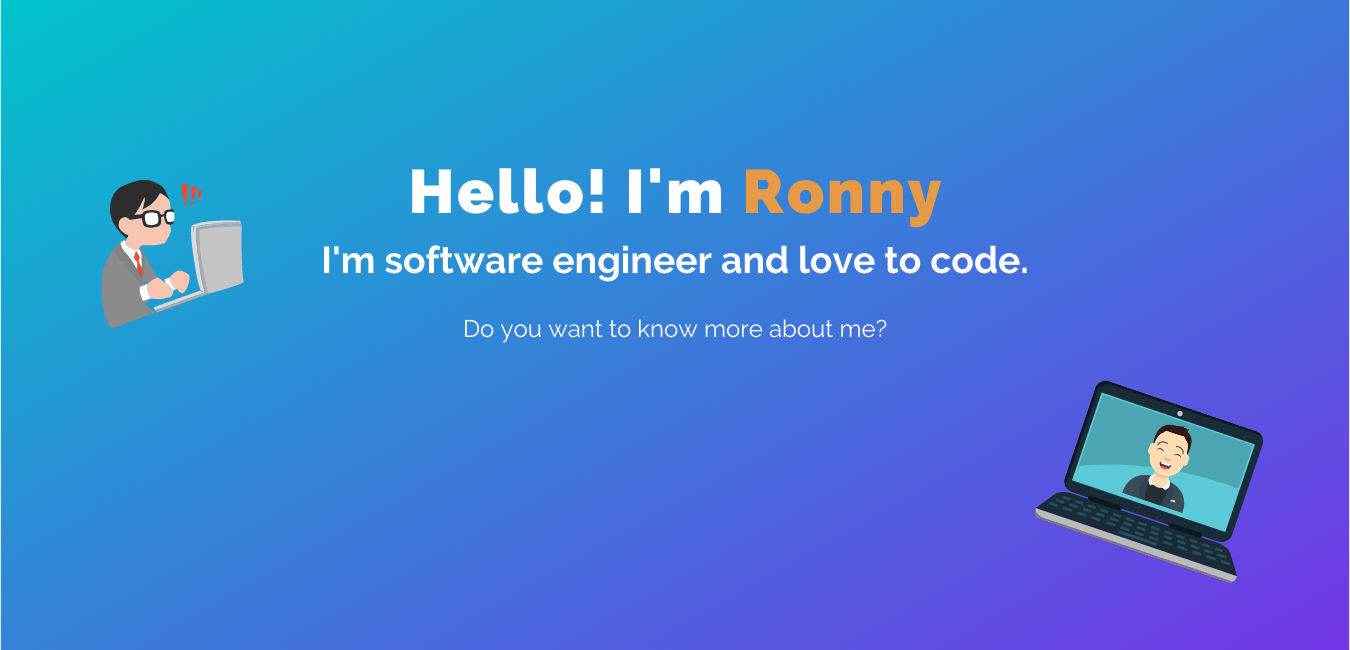 Hello! I'm Ronny
I'm software engineer and love to code.
Do you want to know more about me?